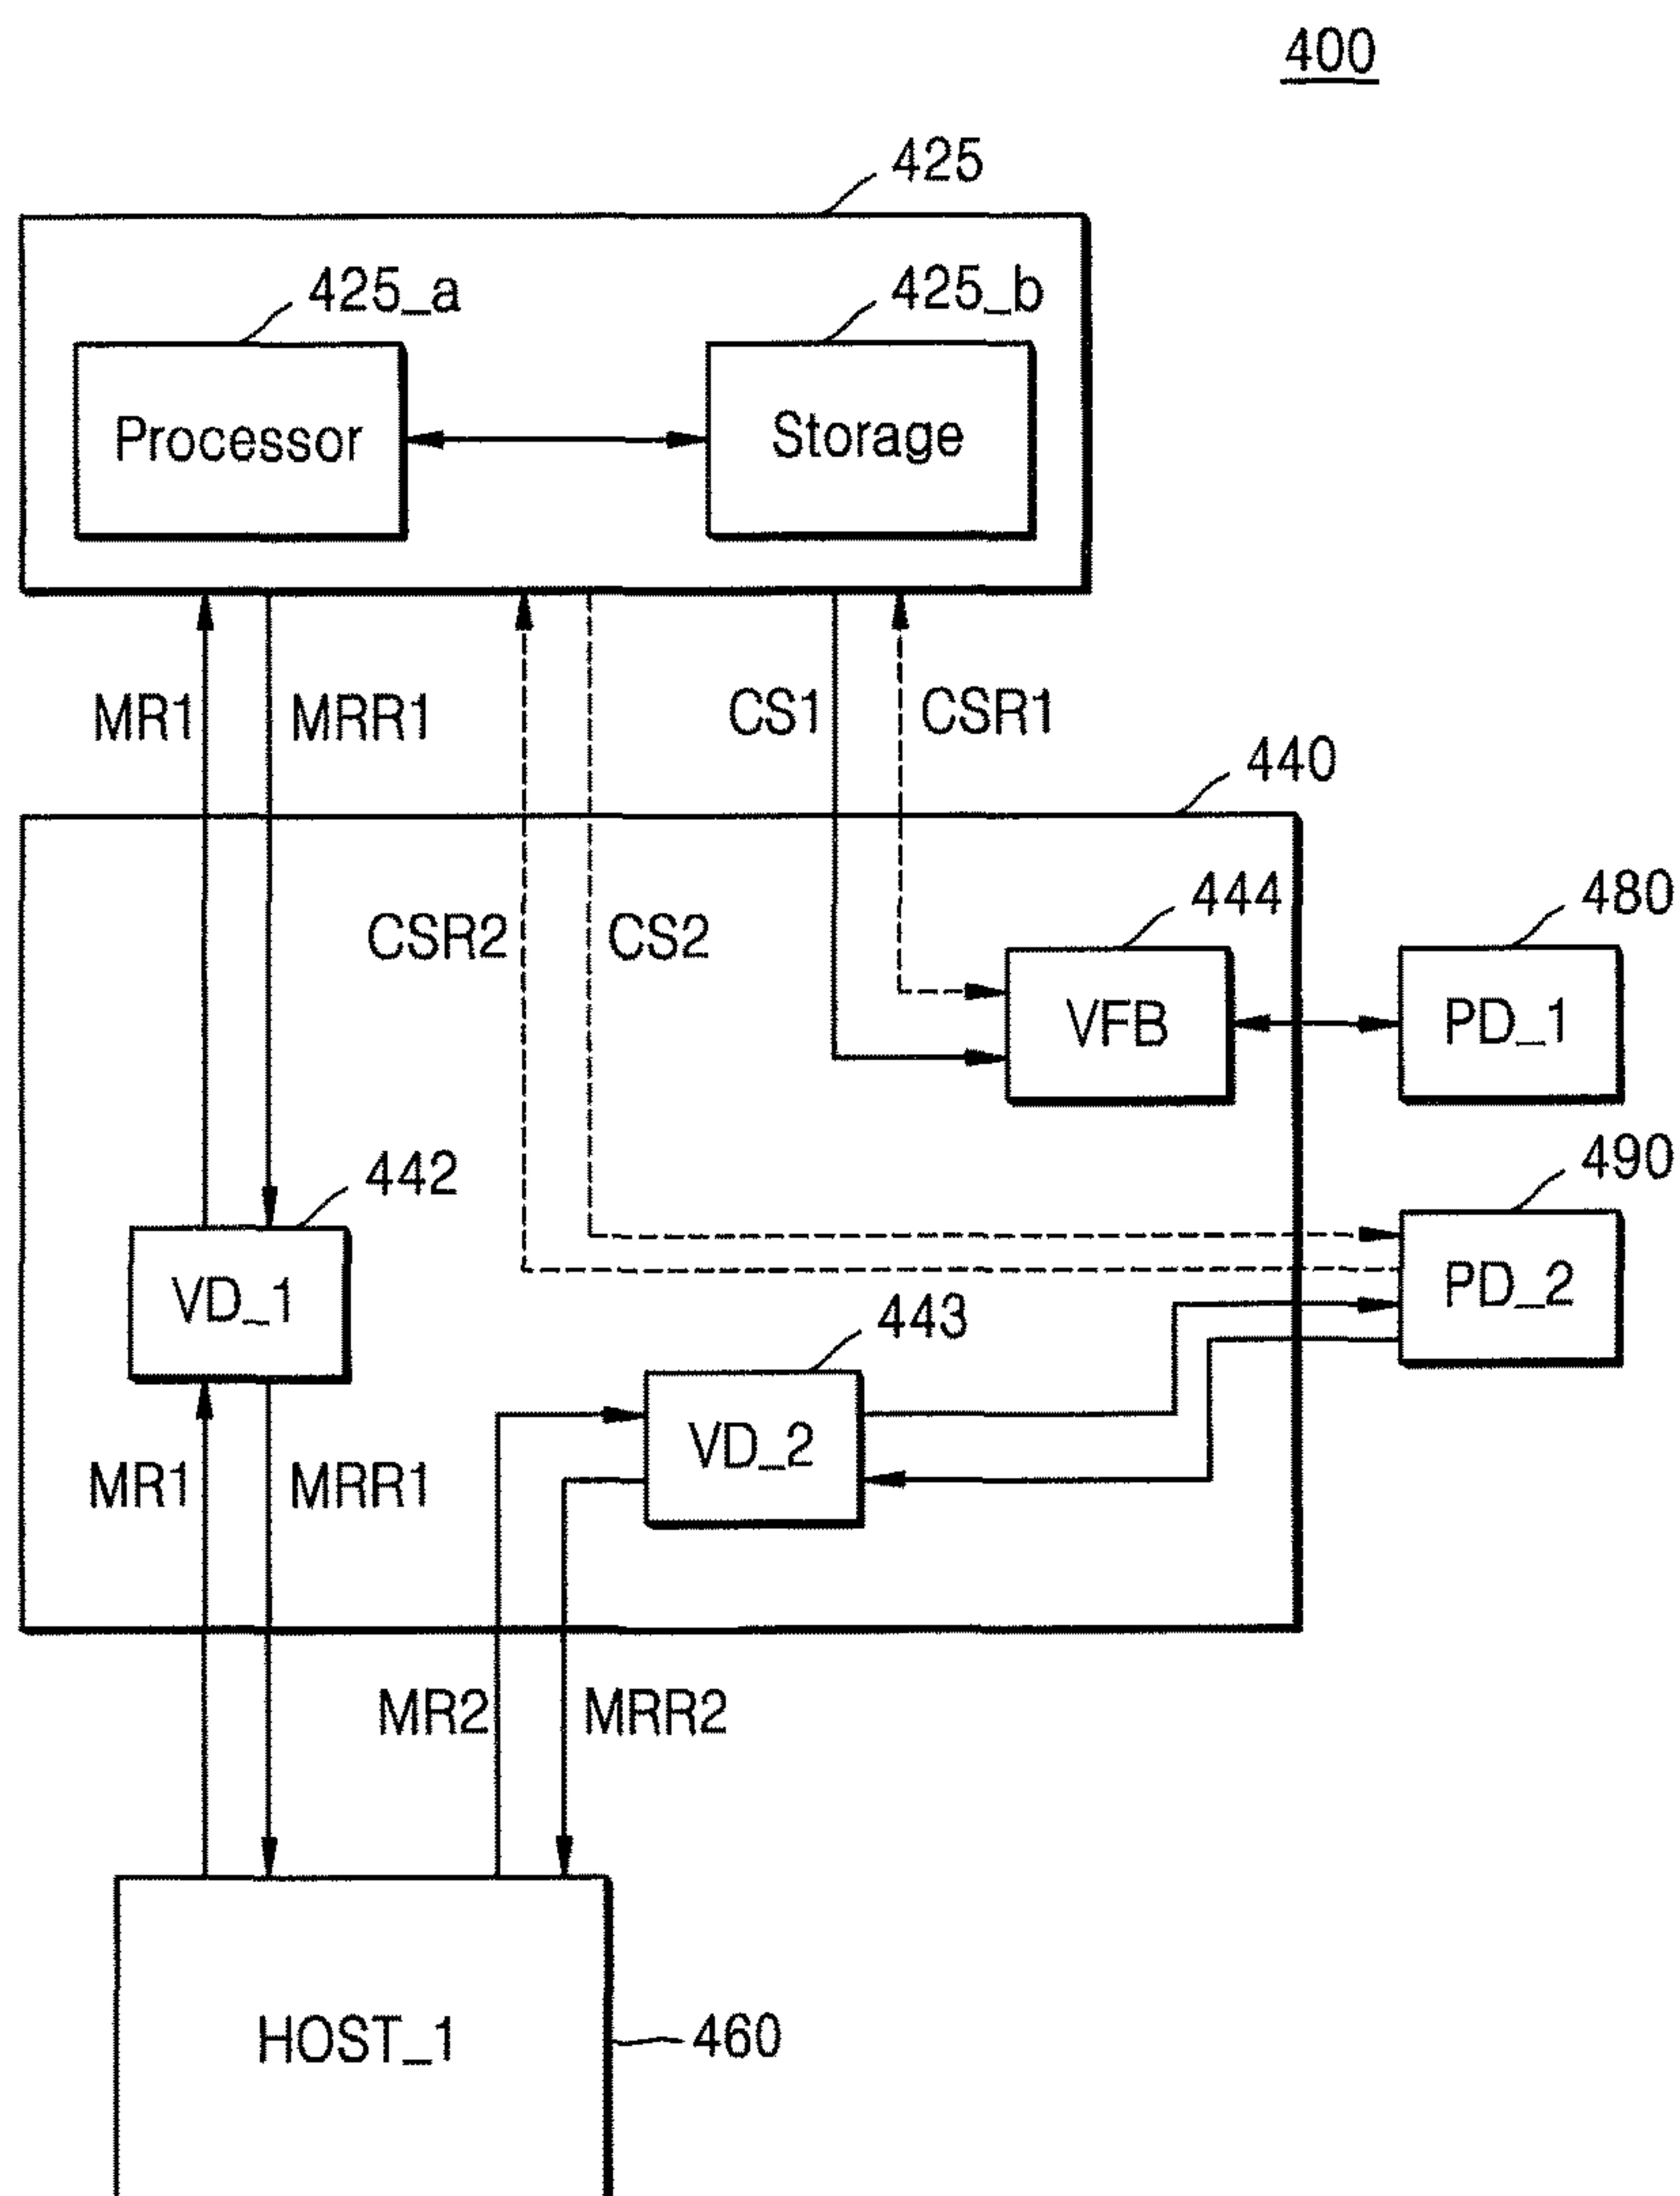 400
425
425_a
425_b
Processor
Storage
MR1
MRR1
CS1
CSR1
440
CSR2
CS2
444
480
VFB
PD_1
442
490
VD_1
PD_2
443
VD_2
MR1
MRR1
MR2
MRR2
HOST_1
460